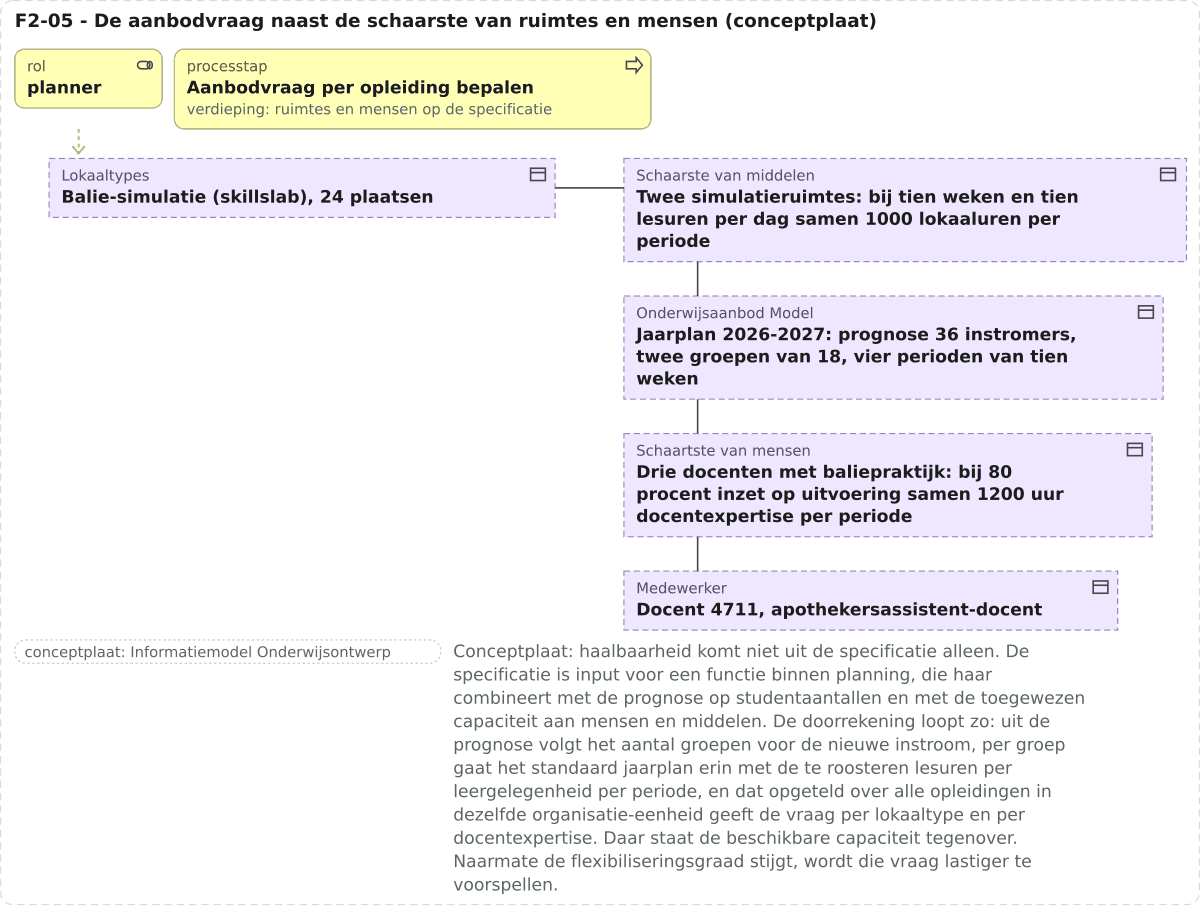 F2-05 - De aanbodvraag naast de schaarste van ruimtes en mensen (conceptplaat)
rol
planner
processtap
Aanbodvraag per opleiding bepalen
verdieping: ruimtes en mensen op de specificatie
Lokaaltypes
Balie-simulatie (skillslab), 24 plaatsen
Schaarste van middelen
Twee simulatieruimtes: bij tien weken en tien
lesuren per dag samen 1000 lokaaluren per
periode
Onderwijsaanbod Model
Jaarplan 2026-2027: prognose 36 instromers,
twee groepen van 18, vier perioden van tien
weken
Schaartste van mensen
Drie docenten met baliepraktijk: bij 80
procent inzet op uitvoering samen 1200 uur
docentexpertise per periode
Medewerker
Docent 4711, apothekersassistent-docent
conceptplaat: Informatiemodel Onderwijsontwerp
Conceptplaat: haalbaarheid komt niet uit de specificatie alleen. De
specificatie is input voor een functie binnen planning, die haar
combineert met de prognose op studentaantallen en met de toegewezen
capaciteit aan mensen en middelen. De doorrekening loopt zo: uit de
prognose volgt het aantal groepen voor de nieuwe instroom, per groep
gaat het standaard jaarplan erin met de te roosteren lesuren per
leergelegenheid per periode, en dat opgeteld over alle opleidingen in
dezelfde organisatie-eenheid geeft de vraag per lokaaltype en per
docentexpertise. Daar staat de beschikbare capaciteit tegenover.
Naarmate de flexibiliseringsgraad stijgt, wordt die vraag lastiger te
voorspellen.